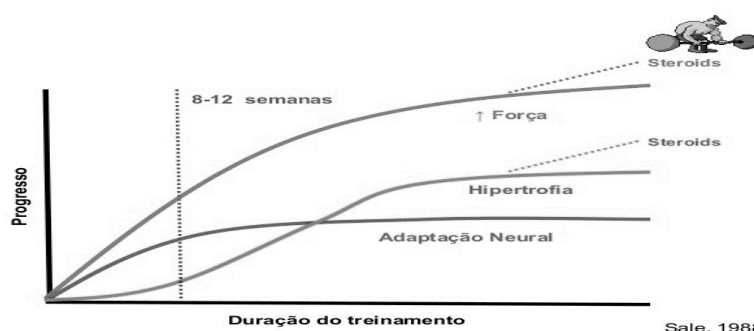 Steroids
8-12 semanas
↑ Força
Steroids
Hipertrofia
Adaptação Neural
Progresso
Duração do treinamento